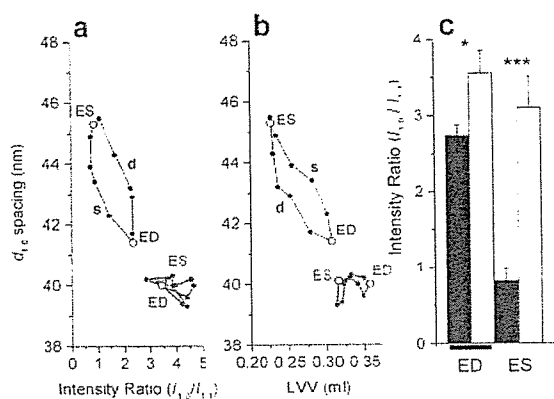 a
b
c
48
46
44
42
40
38
48
46
44
42
40
38
4
3
2
1
0
d1,0 spacing (nm)
ES
d
s
ED
ES
ED
ES
s
d
ED
ES
ED
Intensity Ratio (I1,0/I1,1)
*
***
0 1 2 3 4 5
0.20 0.25 0.30 0.35
ED ES
Intensity Ratio (I1,0/I1,1)
LVV (ml)